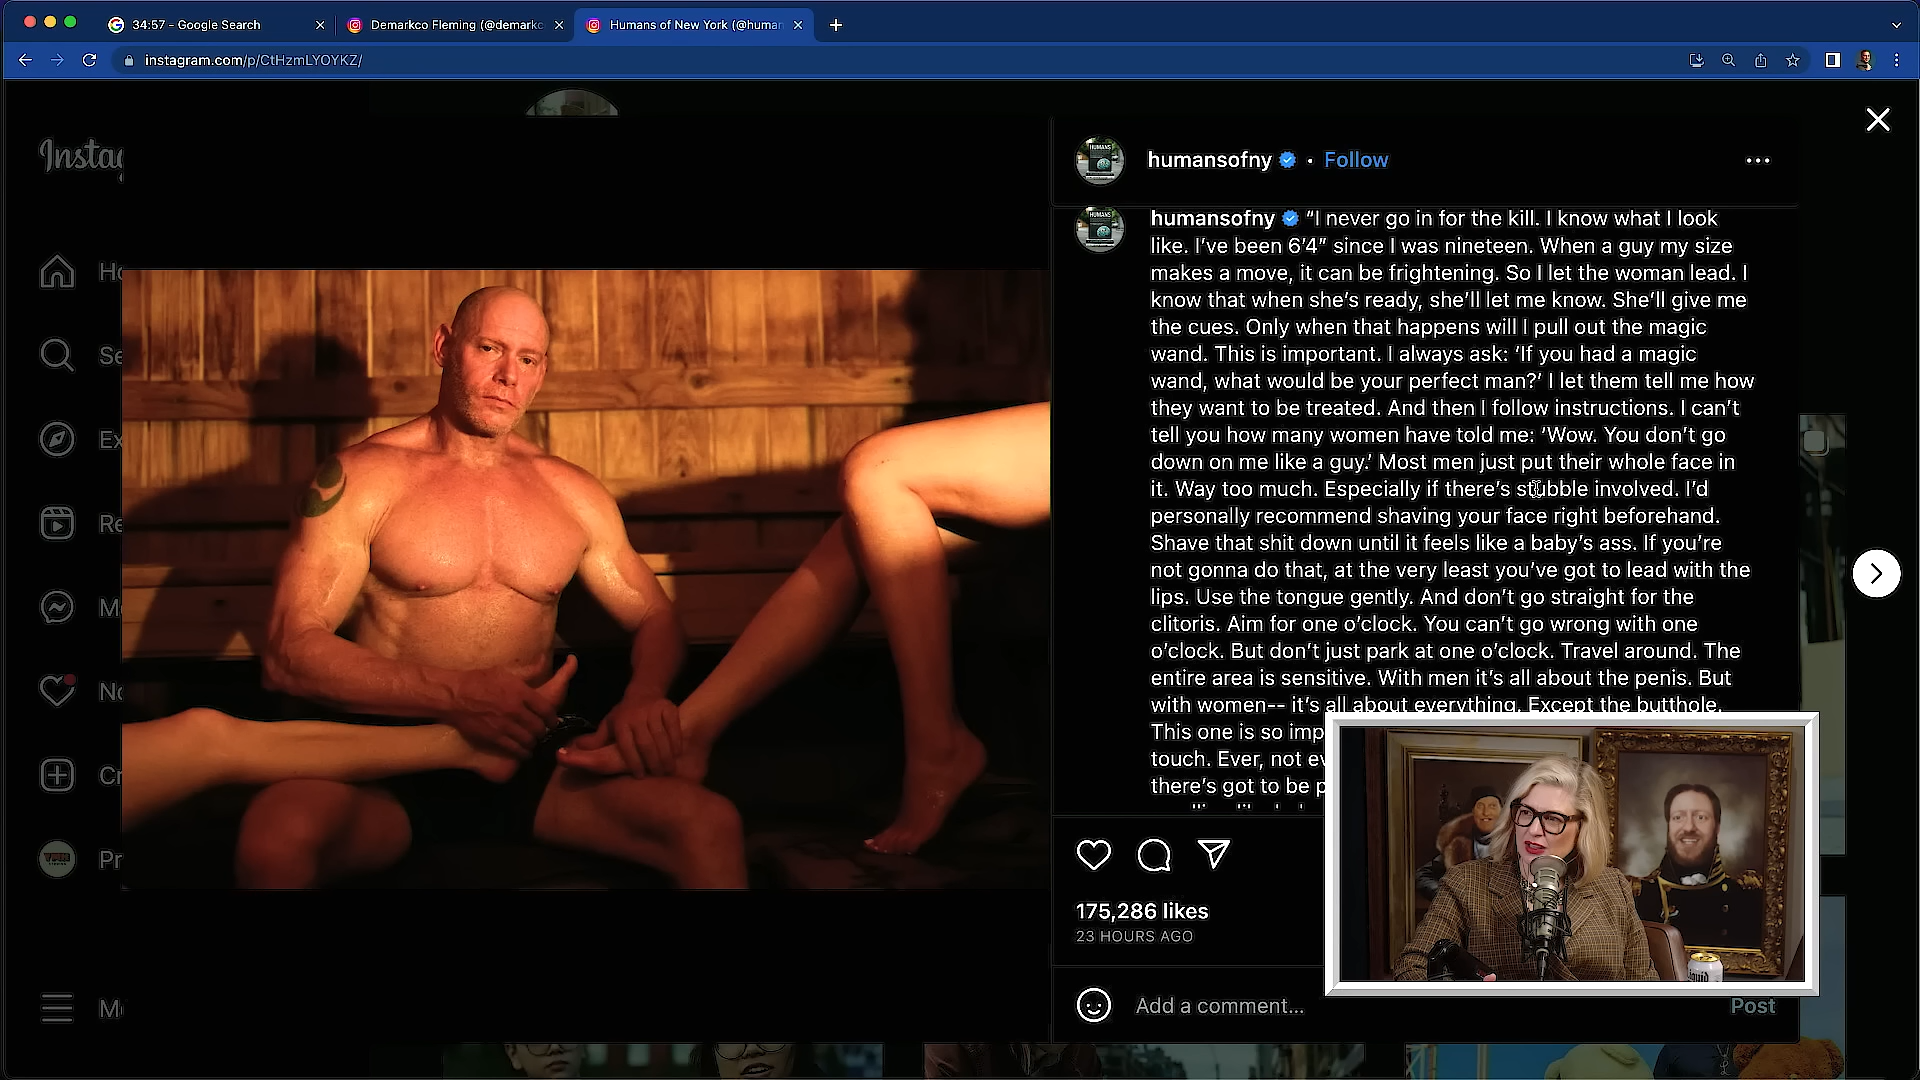 34:57 - Google Search
Demarkco Fleming (@demarkc
Humans of New York (@human
instagram.com/p/CtHzmLYOYKZ/
Instag
Ho
Se
Ex
Re
M
No
Cr
Pr
M
humansofny • Follow
humansofny “I never go in for the kill. I know what I look
like. I’ve been 6’4” since I was nineteen. When a guy my size
makes a move, it can be frightening. So I let the woman lead. I
know that when she’s ready, she’ll let me know. She’ll give me
the cues. Only when that happens will I pull out the magic
wand. This is important. I always ask: ‘If you had a magic
wand, what would be your perfect man?’ I let them tell me how
they want to be treated. And then I follow instructions. I can’t
tell you how many women have told me: ‘Wow. You don’t go
down on me like a guy.’ Most men just put their whole face in
it. Way too much. Especially if there’s stubble involved. I’d
personally recommend shaving your face right beforehand.
Shave that shit down until it feels like a baby’s ass. If you’re
not gonna do that, at the very least you’ve got to lead with the
lips. Use the tongue gently. And don’t go straight for the
clitoris. Aim for one o’clock. You can’t go wrong with one
o’clock. But don’t just park at one o’clock. Travel around. The
entire area is sensitive. With men it’s all about the penis. But
with women-- it’s all about everything. Except the butthole.
This one is so imp
touch. Ever, not ev
there’s got to be p
175,286 likes
23 HOURS AGO
Add a comment...
Post